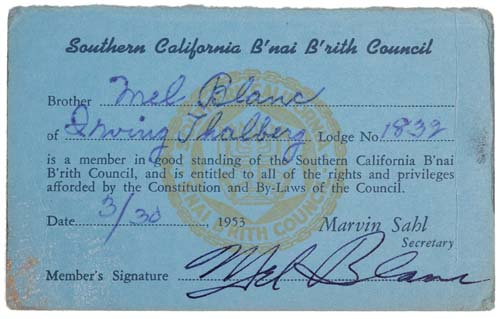 Southern California B'nai B'rith Council
Brother Mel Blanc
of Irving Thalberg Lodge No. 1832
is a member in good standing of the Southern California B'nai
B'rith Council, and is entitled to all of the rights and privileges
afforded by the Constitution and By-Laws of the Council.
Date 3/30, 1953 Marvin Sahl
Secretary
Member's Signature Mel Blanc